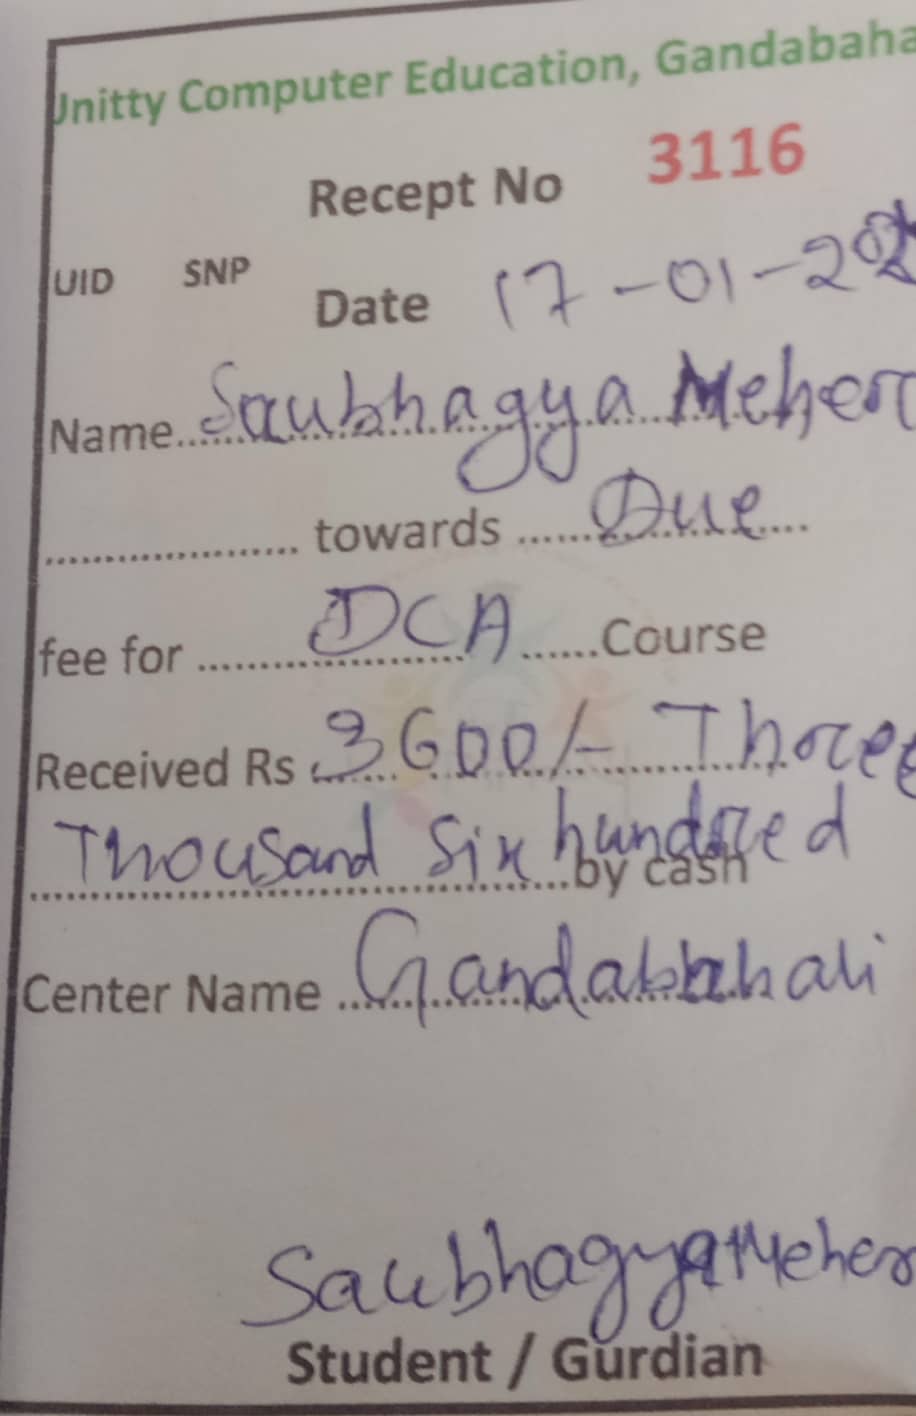 Unitty Computer Education, Gandabaha
Recept No 3116
UID SNP
Date 17-01-202
Name Saubhagya Meher
towards Due
fee for DCA Course
Received Rs 3600/- Three
Thousand Six hundred by cash
Center Name Gandabahali
Saubhagya Meher
Student / Gurdian